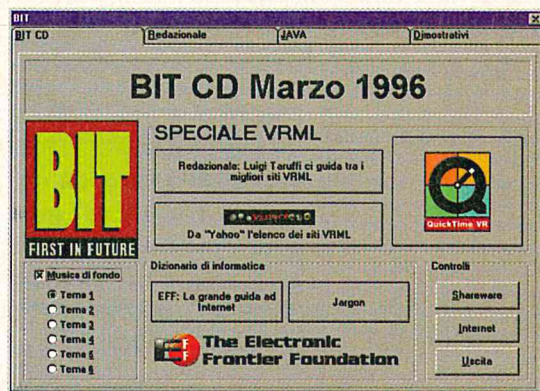 BIT
BIT CD
Redazionale
JAVA
Dimostrativi
BIT CD Marzo 1996
BIT
FIRST IN FUTURE
SPECIALE VRML
Redazionale: Luigi Taruffi ci guida tra i
migliori siti VRML
Da "Yahoo" l'elenco dei siti VRML
QuickTime VR
Musica di fondo
Tema 1
Tema 2
Tema 3
Tema 4
Tema 5
Tema 6
Dizionario di informatica
EFF: La grande guida ad
Internet
Jargon
The Electronic
Frontier Foundation
Controlli
Shareware
Internet
Uscita